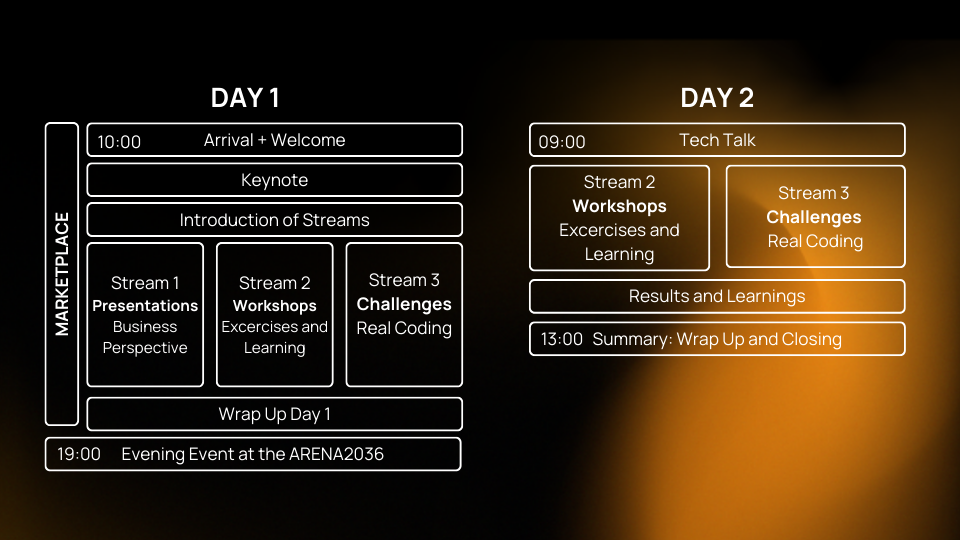 DAY 1
MARKETPLACE
10:00 Arrival + Welcome
Keynote
Introduction of Streams
Stream 1
Presentations
Business
Perspective
Stream 2
Workshops
Excercises and
Learning
Stream 3
Challenges
Real Coding
Wrap Up Day 1
19:00 Evening Event at the ARENA2036
DAY 2
09:00 Tech Talk
Stream 2
Workshops
Excercises and
Learning
Stream 3
Challenges
Real Coding
Results and Learnings
13:00 Summary: Wrap Up and Closing